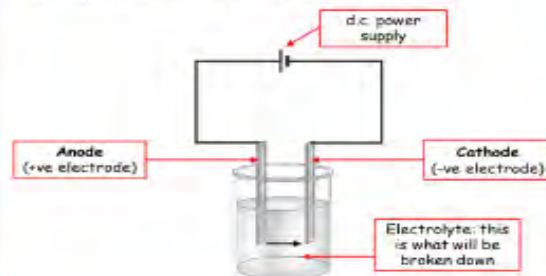 d.c. power
supply
Anode
(+ve electrode)
Cathode
(-ve electrode)
Electrolyte: this
is what will be
broken down